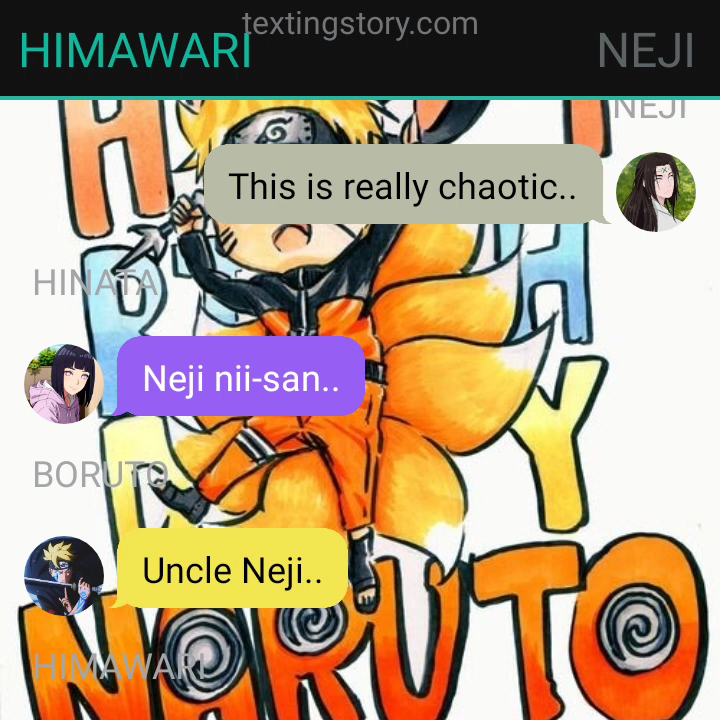 textingstory.com
HIMAWARI
NEJI
NEJI
This is really chaotic..
HINATA
Neji nii-san..
BORUTO
Uncle Neji..
HIMAWARI
NARUTO